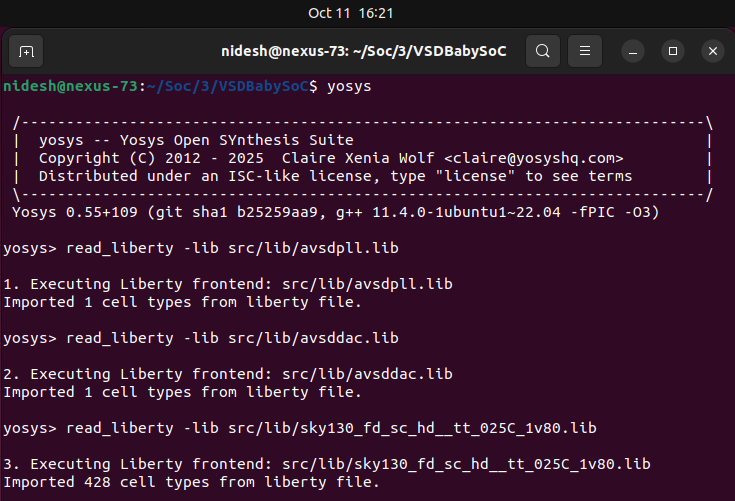 Oct 11 16:21
nidesh@nexus-73: ~/Soc/3/VSDBabySoC
nidesh@nexus-73:~/Soc/3/VSDBabySoC$ yosys
/----------------------------------------------------------------------------\
| yosys -- Yosys Open SYnthesis Suite |
| Copyright (C) 2012 - 2025 Claire Xenia Wolf <claire@yosyshq.com> |
| Distributed under an ISC-like license, type "license" to see terms |
\----------------------------------------------------------------------------/
Yosys 0.55+109 (git sha1 b25259aa9, g++ 11.4.0-1ubuntu1~22.04 -fPIC -O3)
yosys> read_liberty -lib src/lib/avsdpll.lib
1. Executing Liberty frontend: src/lib/avsdpll.lib
Imported 1 cell types from liberty file.
yosys> read_liberty -lib src/lib/avsddac.lib
2. Executing Liberty frontend: src/lib/avsddac.lib
Imported 1 cell types from liberty file.
yosys> read_liberty -lib src/lib/sky130_fd_sc_hd__tt_025C_1v80.lib
3. Executing Liberty frontend: src/lib/sky130_fd_sc_hd__tt_025C_1v80.lib
Imported 428 cell types from liberty file.